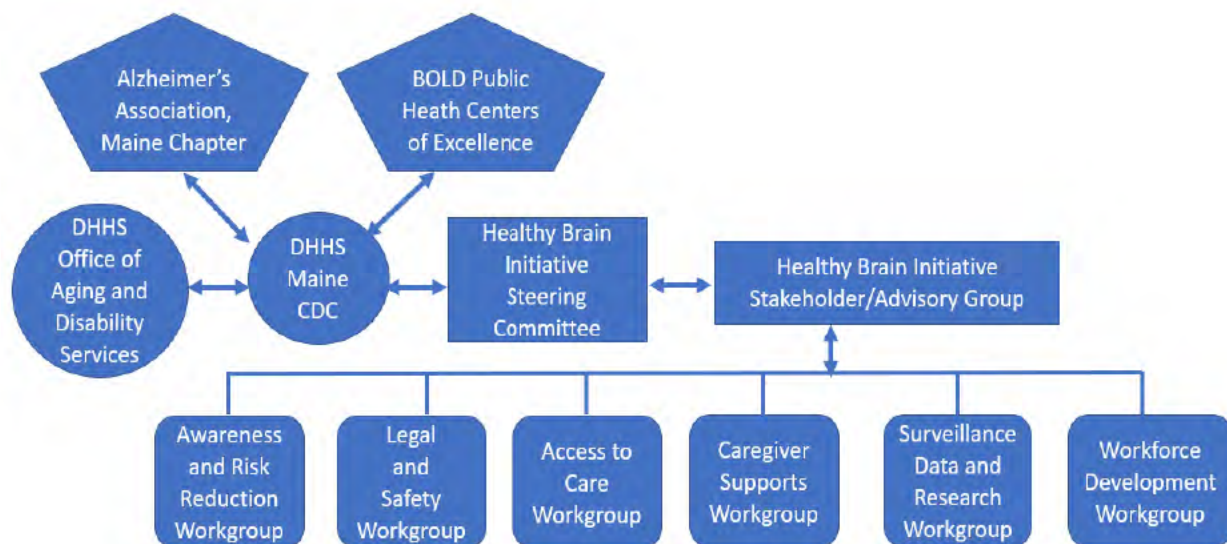 Alzheimer's
Association,
Maine Chapter
BOLD Public
Heath Centers
of Excellence
DHHS
Office of
Aging and
Disability
Services
DHHS
Maine
CDC
Healthy Brain
Initiative
Steering
Committee
Healthy Brain Initiative
Stakeholder/Advisory Group
Awareness
and Risk
Reduction
Workgroup
Legal
and
Safety
Workgroup
Access to
Care
Workgroup
Caregiver
Supports
Workgroup
Surveillance
Data and
Research
Workgroup
Workforce
Development
Workgroup